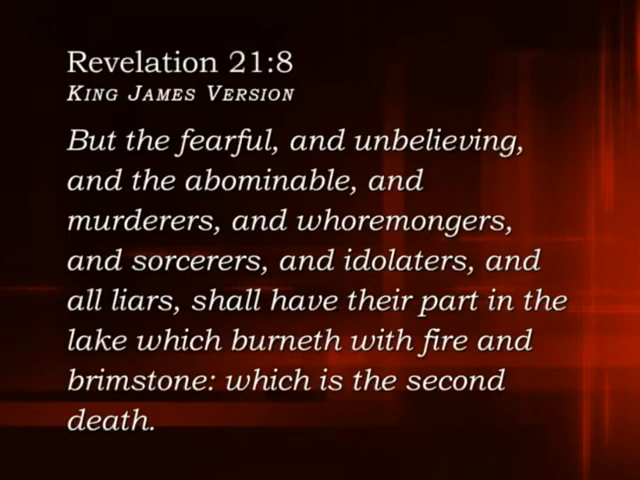 Revelation 21:8
King James Version
But the fearful, and unbelieving,
and the abominable, and
murderers, and whoremongers,
and sorcerers, and idolaters, and
all liars, shall have their part in the
lake which burneth with fire and
brimstone: which is the second
death.